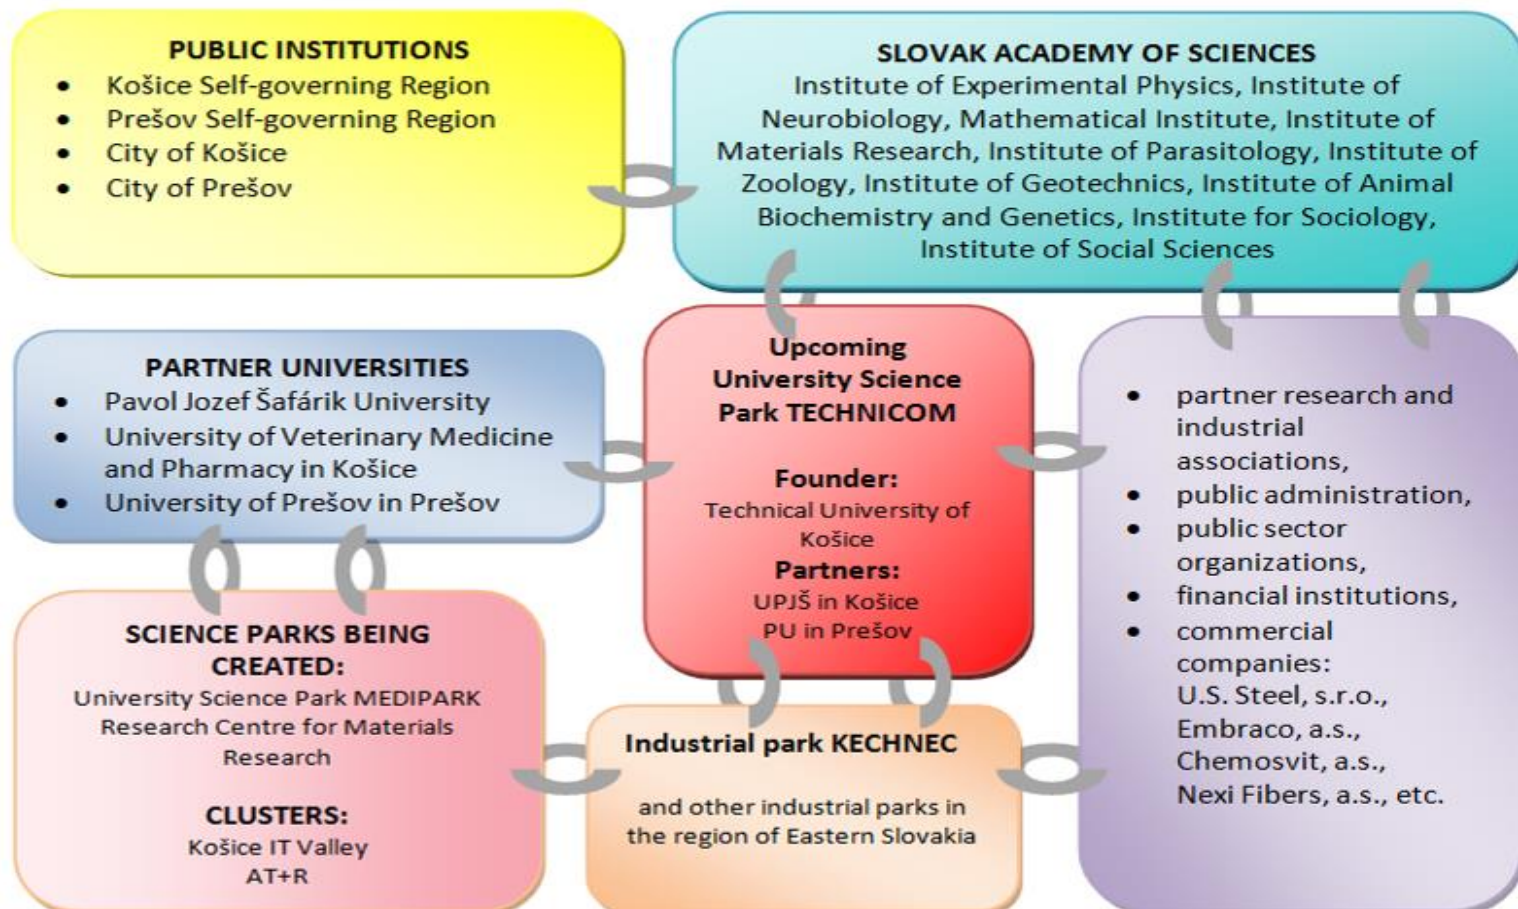 PUBLIC INSTITUTIONS
• Košice Self-governing Region
• Prešov Self-governing Region
• City of Košice
• City of Prešov
SLOVAK ACADEMY OF SCIENCES
Institute of Experimental Physics, Institute of
Neurobiology, Mathematical Institute, Institute of
Materials Research, Institute of Parasitology, Institute of
Zoology, Institute of Geotechnics, Institute of Animal
Biochemistry and Genetics, Institute for Sociology,
Institute of Social Sciences
PARTNER UNIVERSITIES
• Pavol Jozef Šafárik University
• University of Veterinary Medicine
and Pharmacy in Košice
• University of Prešov in Prešov
Upcoming
University Science
Park TECHNICOM
Founder:
Technical University of
Košice
Partners:
UPJŠ in Košice
PU in Prešov
• partner research and
industrial
associations,
• public administration,
• public sector
organizations,
• financial institutions,
• commercial
companies:
U.S. Steel, s.r.o.,
Embraco, a.s.,
Chemosvit, a.s.,
Nexi Fibers, a.s., etc.
SCIENCE PARKS BEING
CREATED:
University Science Park MEDIPARK
Research Centre for Materials
Research
CLUSTERS:
Košice IT Valley
AT+R
Industrial park KECHNEC
and other industrial parks in
the region of Eastern Slovakia